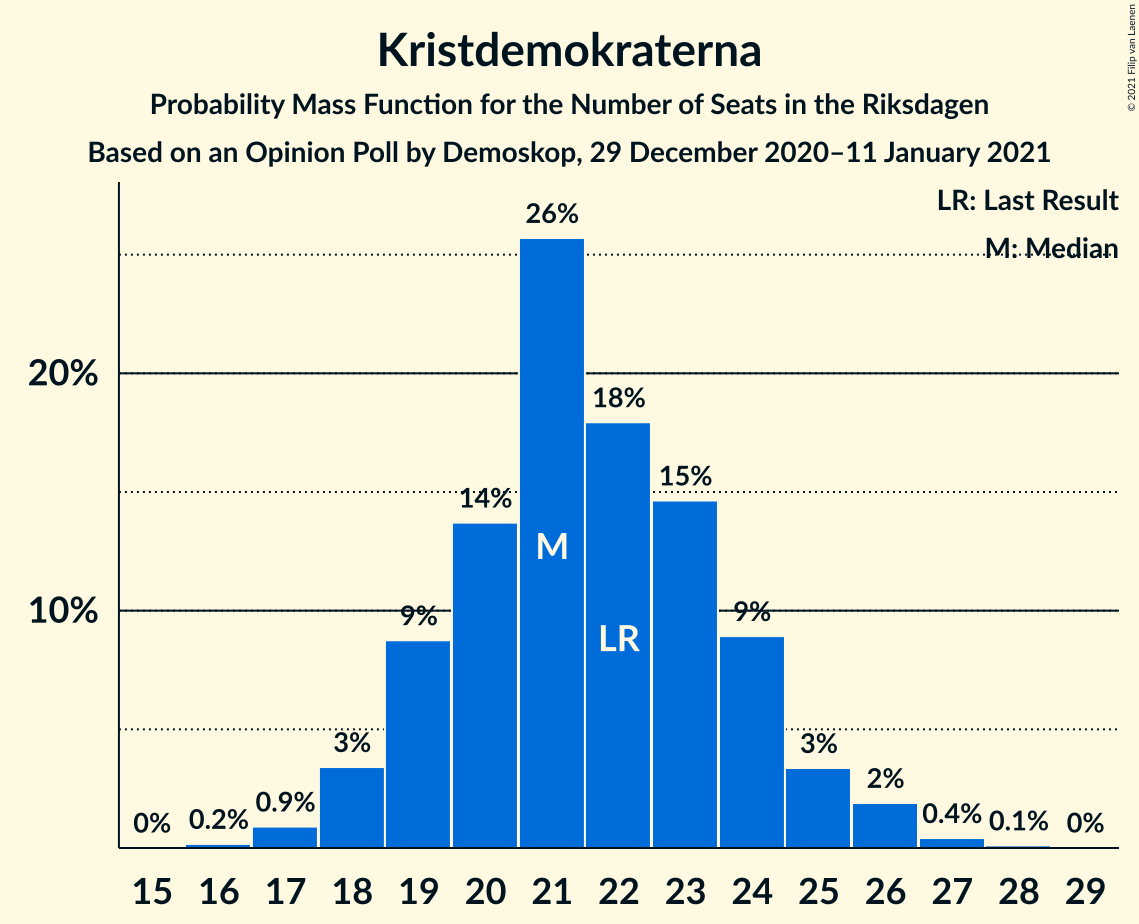 Kristdemokraterna
Probability Mass Function for the Number of Seats in the Riksdagen
Based on an Opinion Poll by Demoskop, 29 December 2020–11 January 2021
© 2021 Filip van Laenen
LR: Last Result
M: Median
20%
10%
0%
0.2%
0.9%
3%
9%
14%
26%
18%
15%
9%
3%
2%
0.4%
0.1%
0%
M
LR
15 16 17 18 19 20 21 22 23 24 25 26 27 28 29